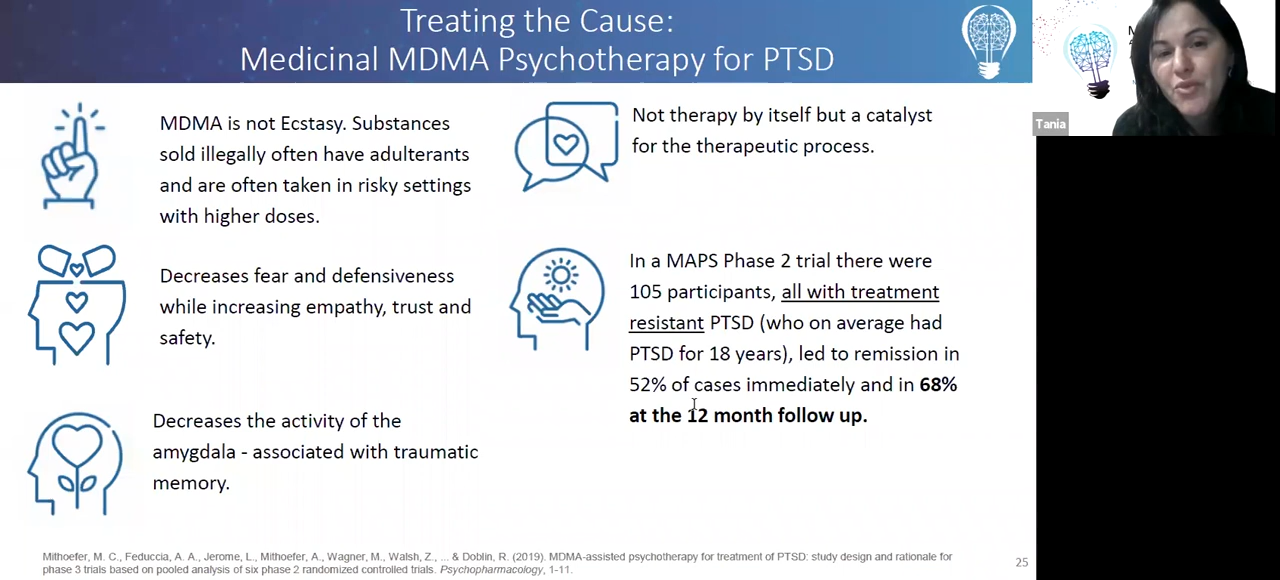 Treating the Cause:
Medicinal MDMA Psychotherapy for PTSD
Tania
MDMA is not Ecstasy. Substances
sold illegally often have adulterants
and are often taken in risky settings
with higher doses.
Decreases fear and defensiveness
while increasing empathy, trust and
safety.
Decreases the activity of the
amygdala - associated with traumatic
memory.
Not therapy by itself but a catalyst
for the therapeutic process.
In a MAPS Phase 2 trial there were
105 participants, all with treatment
resistant PTSD (who on average had
PTSD for 18 years), led to remission in
52% of cases immediately and in 68%
at the 12 month follow up.
Mithoefer, M. C., Feduccia, A. A., Jerome, L., Mithoefer, A., Wagner, M., Walsh, Z., ... & Doblin, R. (2019). MDMA-assisted psychotherapy for treatment of PTSD: study design and rationale for
phase 3 trials based on pooled analysis of six phase 2 randomized controlled trials. Psychopharmacology, 1-11.
25